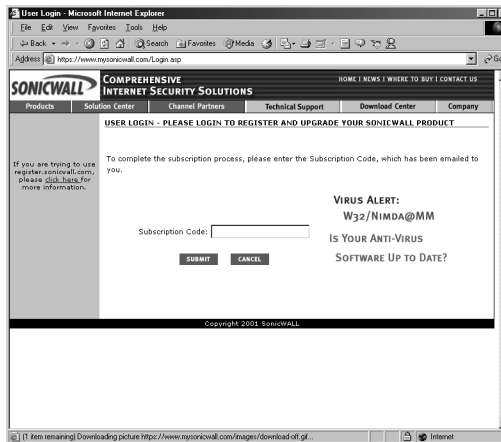 User Login - Microsoft Internet Explorer
File Edit View Favorites Tools Help
Back Search Favorites Media
Address https://www.mysonicwall.com/Login.asp Go
SONICWALL
COMPREHENSIVE
INTERNET SECURITY SOLUTIONS
HOME | NEWS | WHERE TO BUY | CONTACT US
Products Solution Center Channel Partners Technical Support Download Center Company
USER LOGIN - PLEASE LOGIN TO REGISTER AND UPGRADE YOUR SONICWALL PRODUCT
If you are trying to use
register.sonicwall.com,
please click here for
more information.
To complete the subscription process, please enter the Subscription Code, which has been emailed to
you.
Subscription Code:
SUBMIT CANCEL
VIRUS ALERT:
W32/NIMDA@MM
IS YOUR ANTI-VIRUS
SOFTWARE UP TO DATE?
Copyright 2001 SonicWALL
(1 item remaining) Downloading picture https://www.mysonicwall.com/images/download-off.gif... Internet